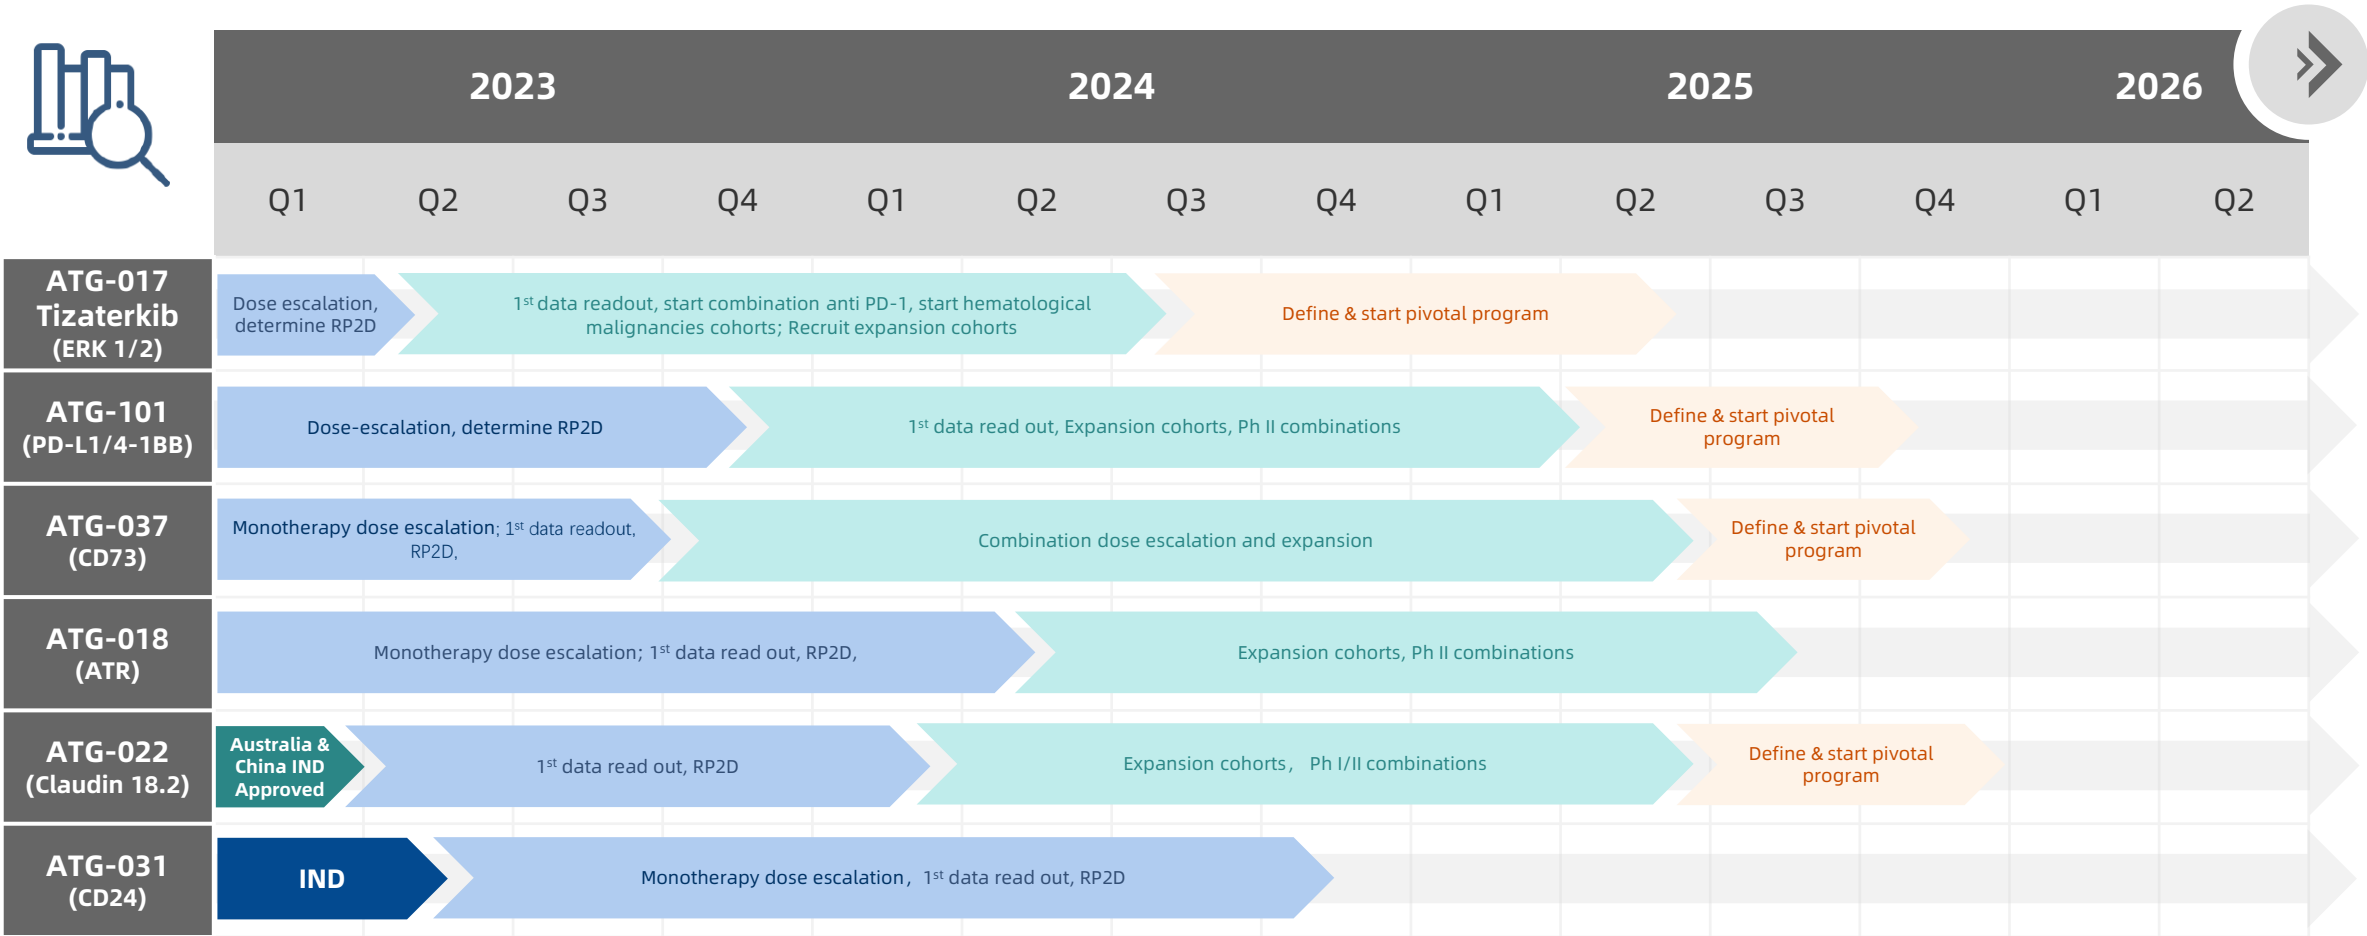 2023 2024 2025 2026
Q1 Q2 Q3 Q4 Q1 Q2 Q3 Q4 Q1 Q2 Q3 Q4 Q1 Q2
ATG-017
Tizaterkib
(ERK 1/2)
Dose escalation,
determine RP2D
1st data readout, start combination anti PD-1, start hematological
malignancies cohorts; Recruit expansion cohorts
Define & start pivotal program
ATG-101
(PD-L1/4-1BB)
Dose-escalation, determine RP2D
1st data read out, Expansion cohorts, Ph II combinations
Define & start pivotal
program
ATG-037
(CD73)
Monotherapy dose escalation; 1st data readout,
RP2D,
Combination dose escalation and expansion
Define & start pivotal
program
ATG-018
(ATR)
Monotherapy dose escalation; 1st data read out, RP2D,
Expansion cohorts, Ph II combinations
ATG-022
(Claudin 18.2)
Australia &
China IND
Approved
1st data read out, RP2D
Expansion cohorts， Ph I/II combinations
Define & start pivotal
program
ATG-031
(CD24)
IND
Monotherapy dose escalation，1st data read out, RP2D